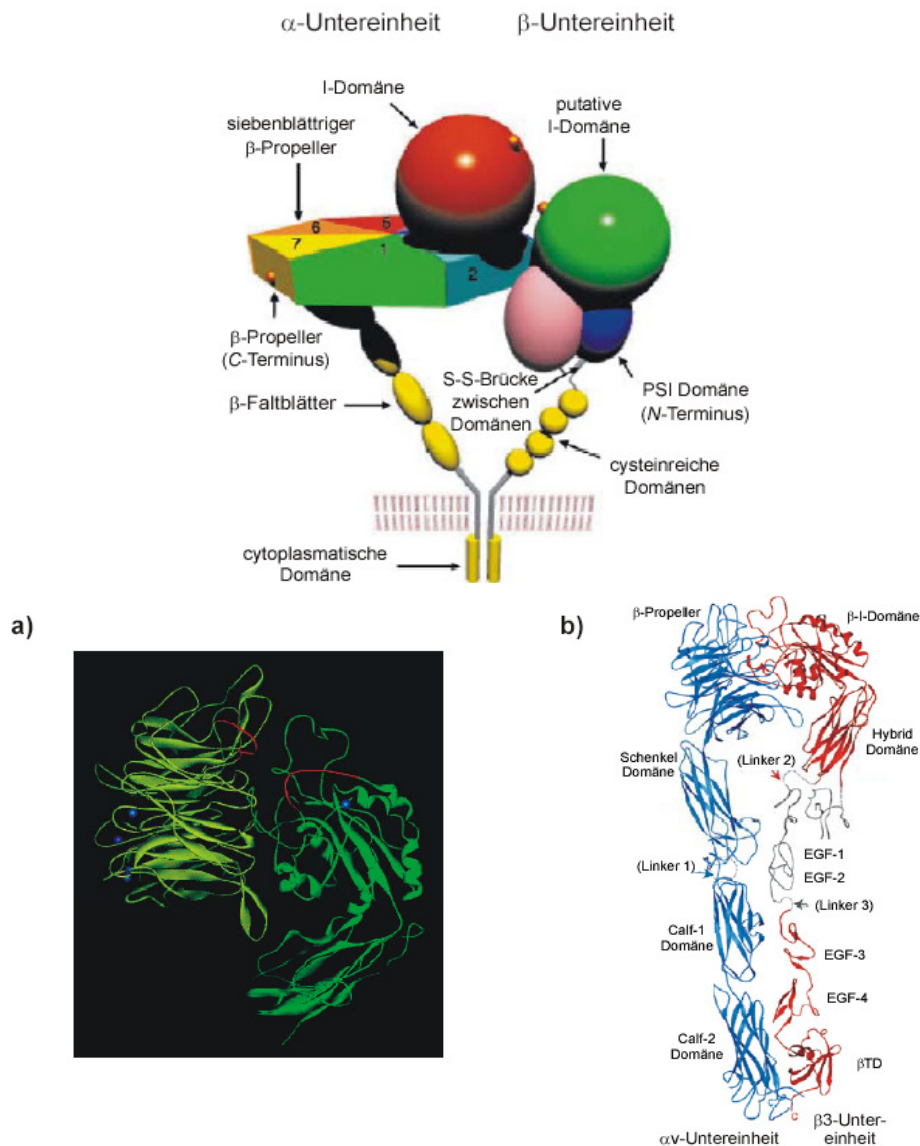 α-Untereinheit
β-Untereinheit
I-Domäne
putative
I-Domäne
siebenblättriger
β-Propeller
6
5
7
1
2
β-Propeller
(C-Terminus)
S-S-Brücke
zwischen
Domänen
PSI Domäne
(N-Terminus)
β-Faltblätter
cysteinreiche
Domänen
cytoplasmatische
Domäne
a)
b)
β-Propeller
β-I-Domäne
Hybrid
Domäne
Schenkel
Domäne
(Linker 2)
EGF-1
EGF-2
(Linker 1)
(Linker 3)
Calf-1
Domäne
EGF-3
EGF-4
Calf-2
Domäne
βTD
C
αv-Untereinheit
β3-Unter-
einheit